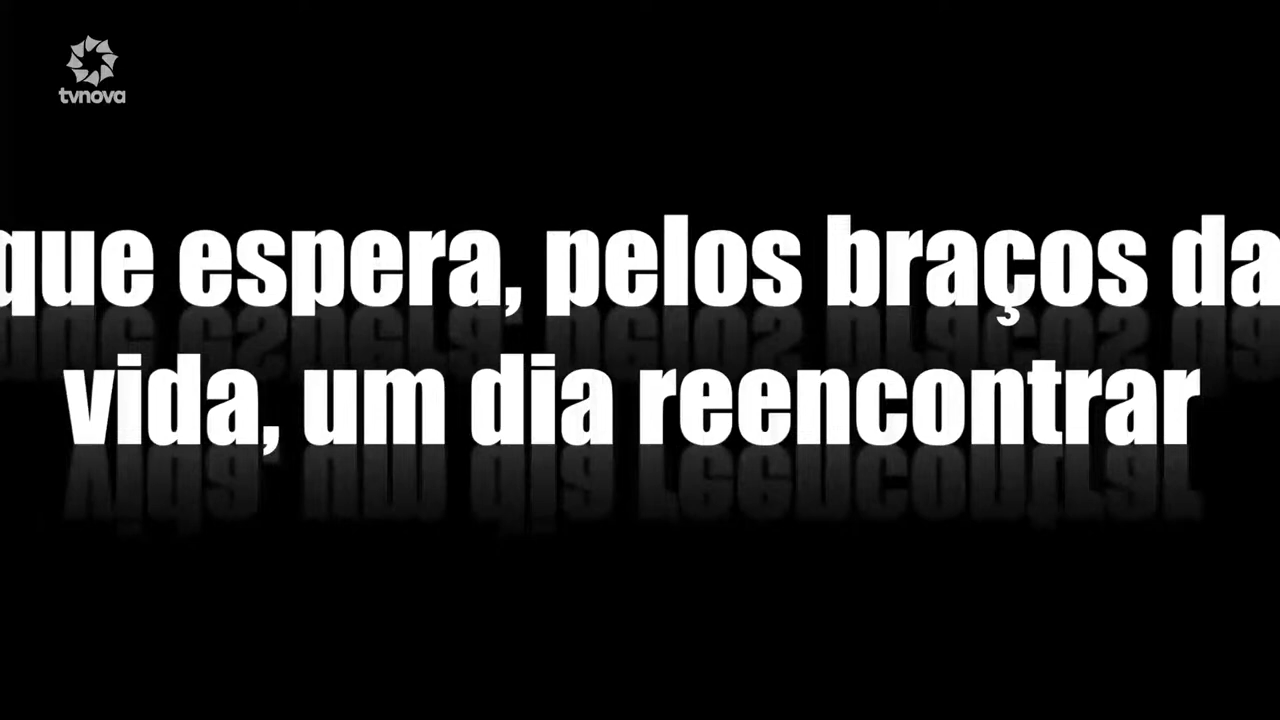 tvnova
que espera, pelos braços da
vida, um dia reencontrar